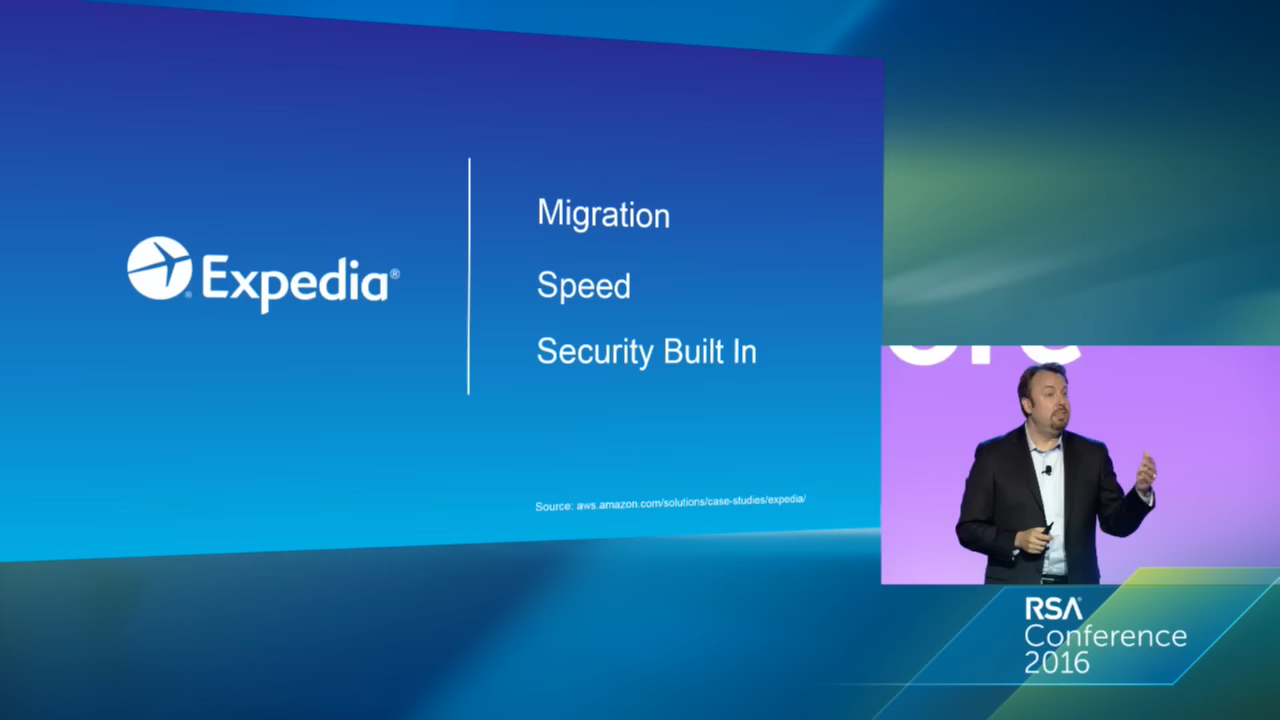 Expedia®
Migration
Speed
Security Built In
Source: aws.amazon.com/solutions/case-studies/expedia/
RSA®
Conference
2016